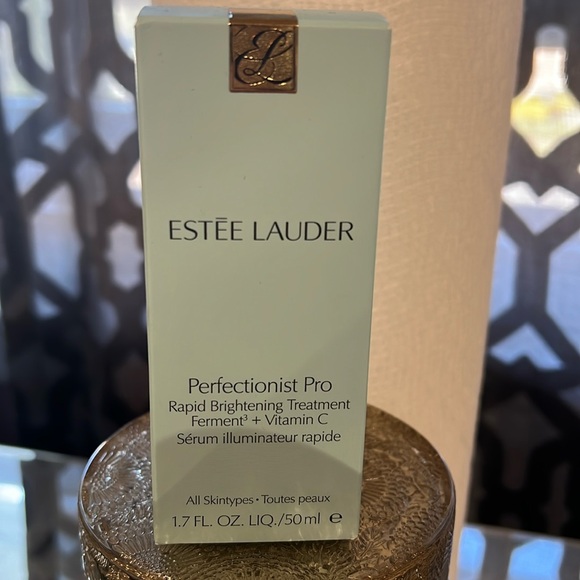 EL
ESTĒE LAUDER
Perfectionist Pro
Rapid Brightening Treatment
Ferment³ + Vitamin C
Sérum illuminateur rapide
All Skintypes • Toutes peaux
1.7 FL. OZ. LIQ./50 ml ℮